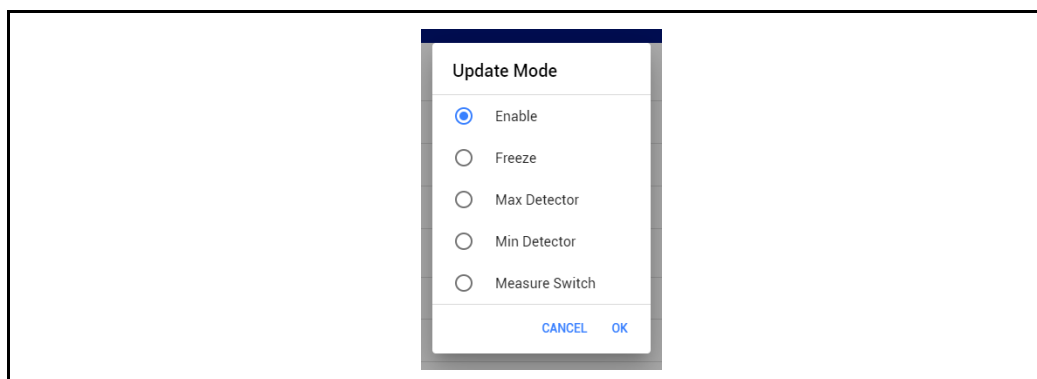 Update Mode
Enable
Freeze
Max Detector
Min Detector
Measure Switch
CANCEL OK